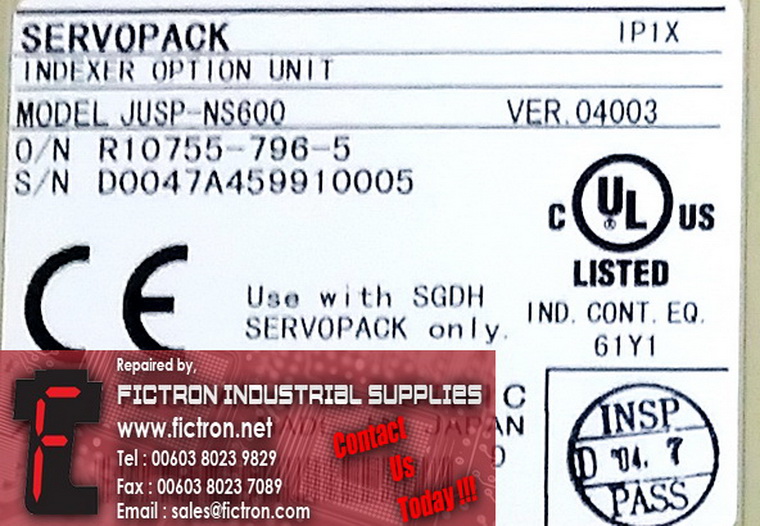 SERVOPACK IP1X
INDEXER OPTION UNIT
MODEL JUSP-NS600 VER. 04003
O/N R10755-796-5
S/N D0047A459910005
C UL US
LISTED
IND. CONT. EQ.
61Y1
CE
Use with SGDH
SERVOPACK only.
Repaired by,
FICTRON INDUSTRIAL SUPPLIES
www.fictron.net
Tel : 00603 8023 9829
Fax : 00603 8023 7089
Email : sales@fictron.com
Contact
Us
Today !!!
JAPAN
INSP
D '04. 7
PASS